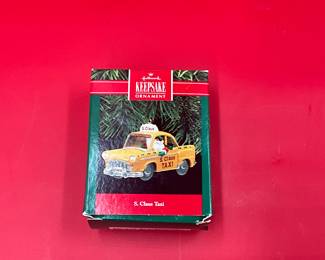 Hallmark
KEEPSAKE
ORNAMENT
S. Claus
S. Claus
TAXI
S. Claus Taxi